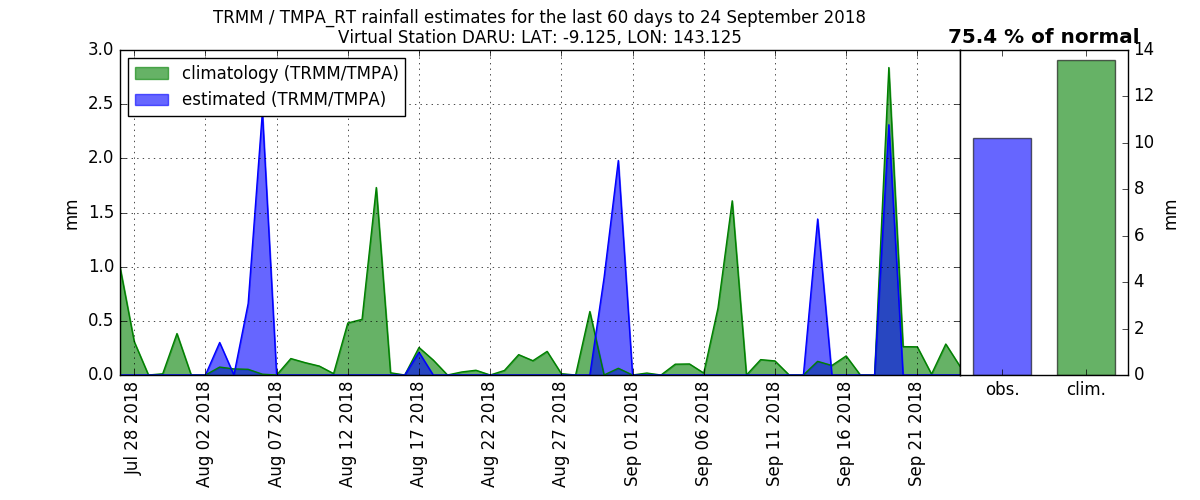 TRMM / TMPA_RT rainfall estimates for the last 60 days to 24 September 2018
Virtual Station DARU: LAT: -9.125, LON: 143.125
75.4 % of normal
climatology (TRMM/TMPA)
estimated (TRMM/TMPA)
3.0
2.5
2.0
1.5
1.0
0.5
0.0
mm
Jul 28 2018
Aug 02 2018
Aug 07 2018
Aug 12 2018
Aug 17 2018
Aug 22 2018
Aug 27 2018
Sep 01 2018
Sep 06 2018
Sep 11 2018
Sep 16 2018
Sep 21 2018
obs.
clim.
14
12
10
8
6
4
2
0
mm